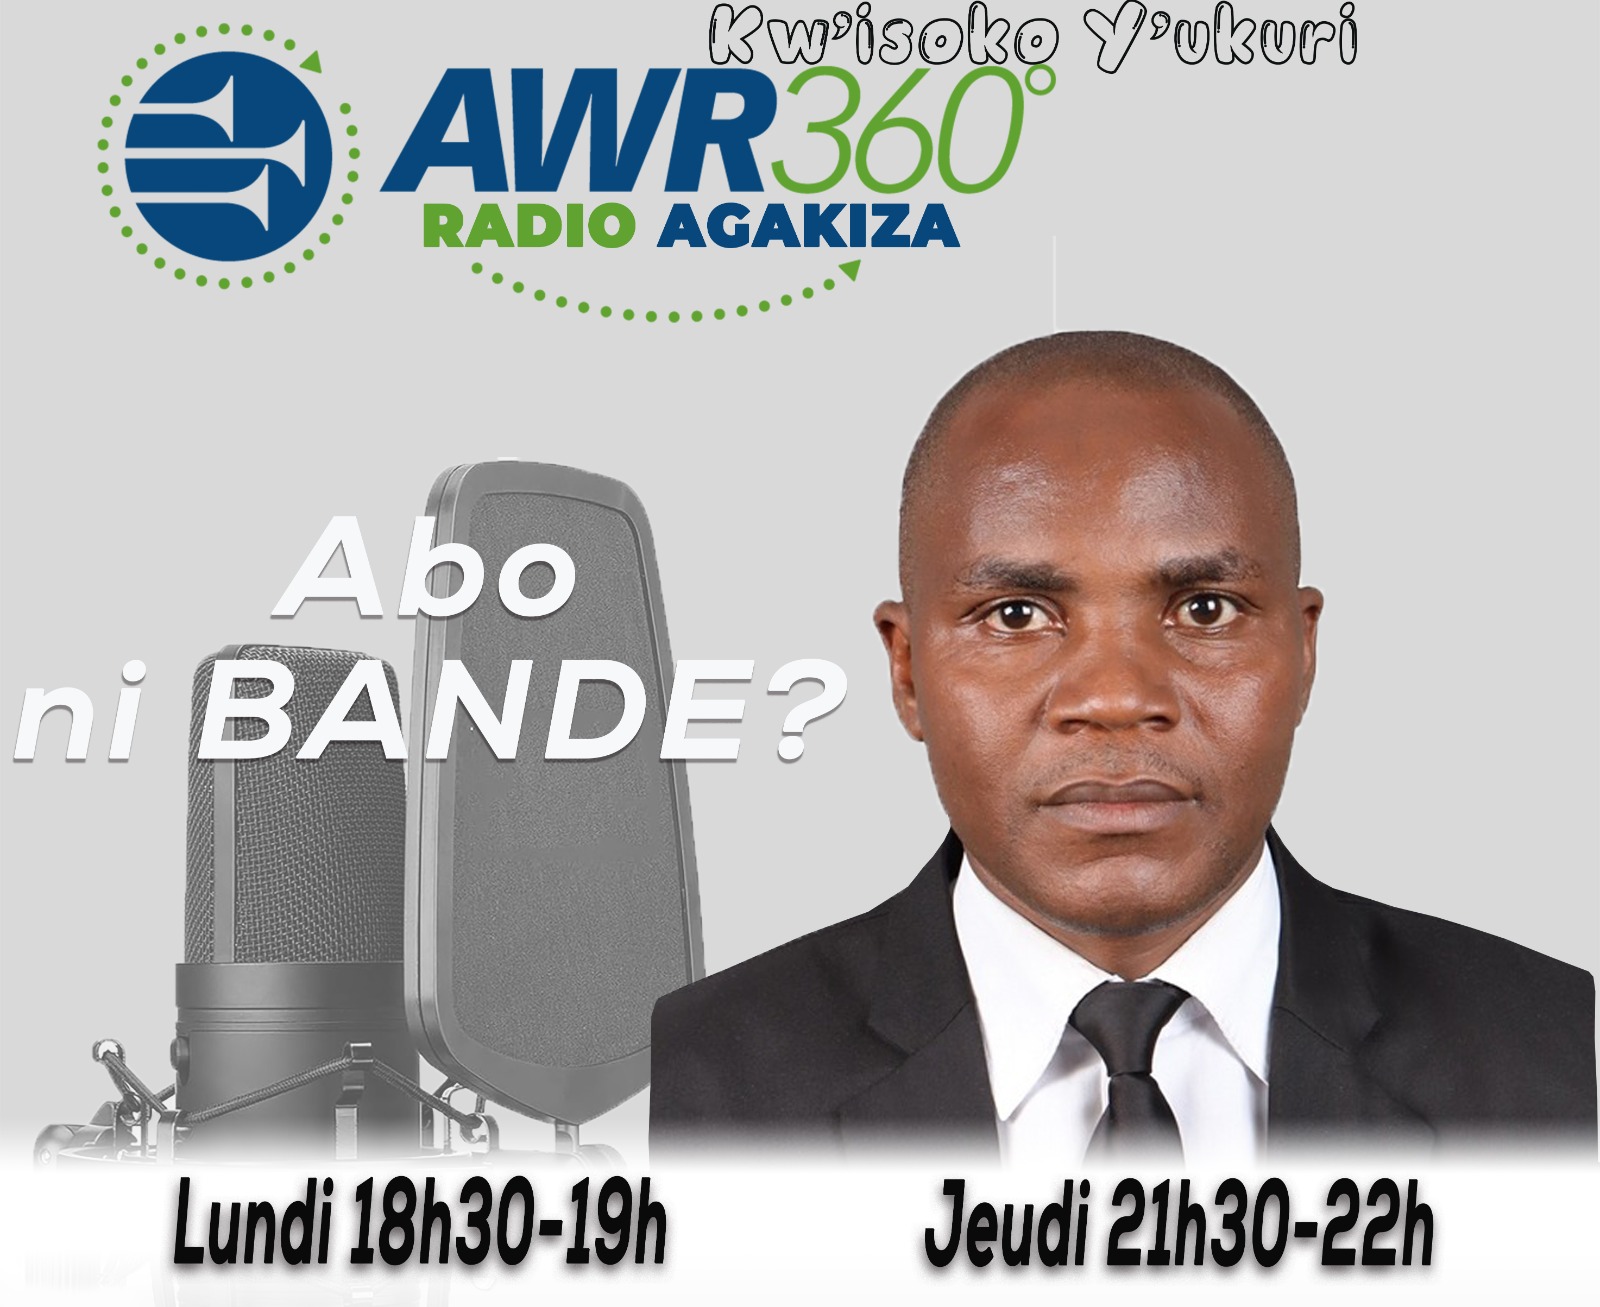 Kw'isoko Y'ukuri
AWR360°
RADIO AGAKIZA
Abo
ni BANDE?
Lundi 18h30-19h
Jeudi 21h30-22h